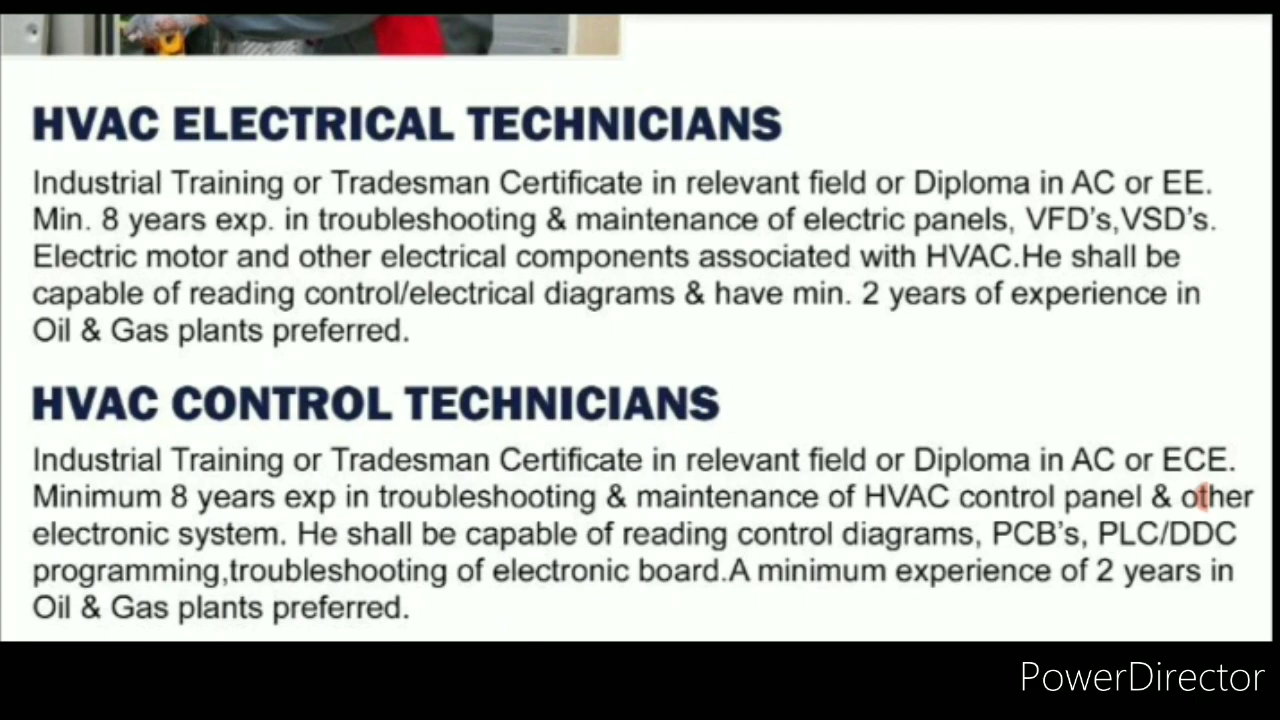 HVAC ELECTRICAL TECHNICIANS
Industrial Training or Tradesman Certificate in relevant field or Diploma in AC or EE.
Min. 8 years exp. in troubleshooting & maintenance of electric panels, VFD's,VSD's.
Electric motor and other electrical components associated with HVAC.He shall be
capable of reading control/electrical diagrams & have min. 2 years of experience in
Oil & Gas plants preferred.
HVAC CONTROL TECHNICIANS
Industrial Training or Tradesman Certificate in relevant field or Diploma in AC or ECE.
Minimum 8 years exp in troubleshooting & maintenance of HVAC control panel & other
electronic system. He shall be capable of reading control diagrams, PCB's, PLC/DDC
programming,troubleshooting of electronic board.A minimum experience of 2 years in
Oil & Gas plants preferred.
PowerDirector